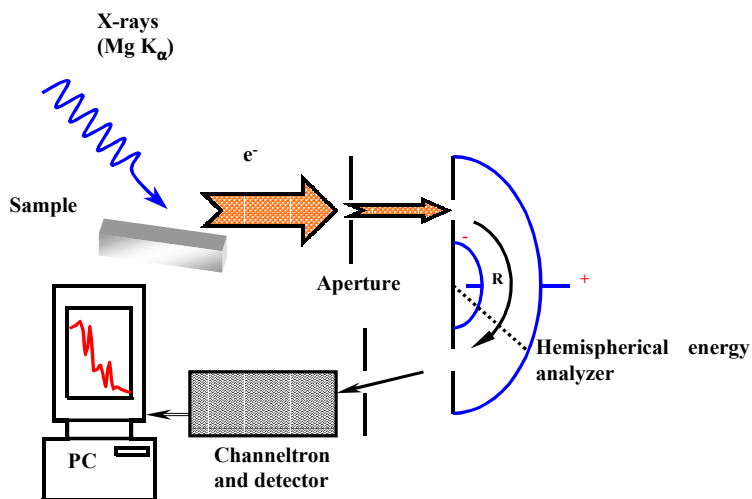 X-rays
(Mg Kα)
e-
Sample
-
R
+
Aperture
Hemispherical energy
analyzer
PC
Channeltron
and detector